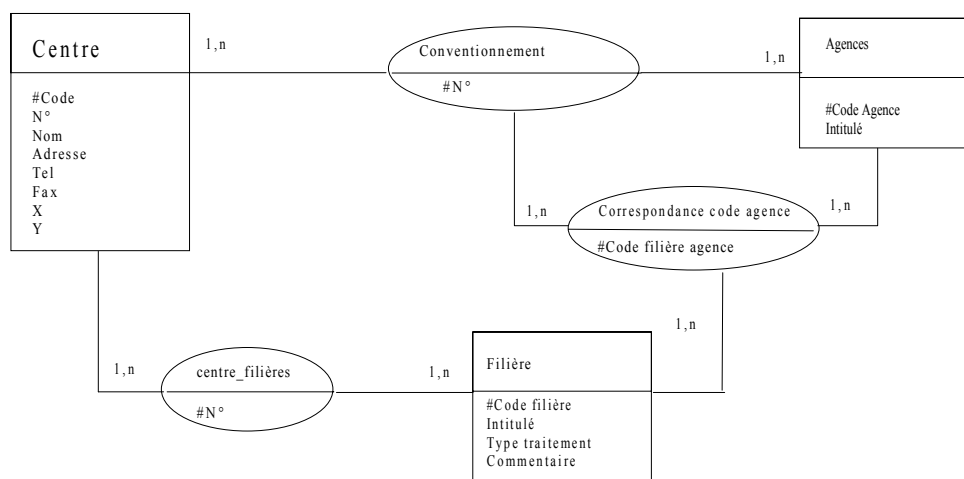 Centre
#Code
N°
Nom
Adresse
Tel
Fax
X
Y
1,n
Conventionnement
#N°
1,n
Agences
#Code Agence
Intitulé
1,n
Correspondance code agence
#Code filière agence
1,n
1,n
1,n
centre_filières
#N°
1,n
Filière
#Code filière
Intitulé
Type traitement
Commentaire